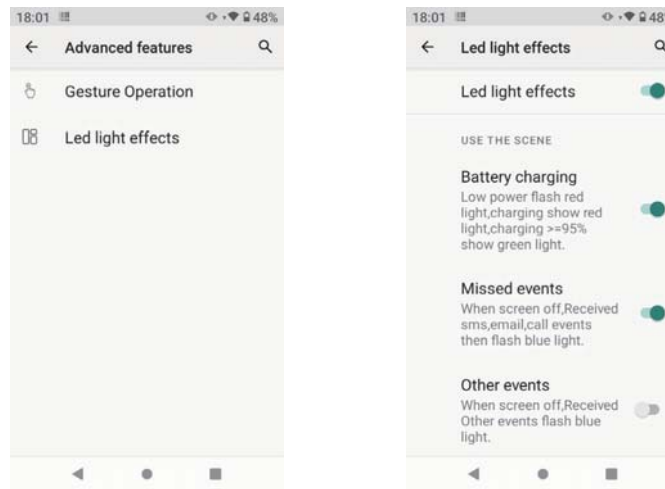 18:01 48%
Advanced features
Gesture Operation
Led light effects
18:01 48
Led light effects
Led light effects
USE THE SCENE
Battery charging
Low power flash red
light,charging show red
light,charging >=95%
show green light.
Missed events
When screen off,Received
sms,email,call events
then flash blue light.
Other events
When screen off,Received
Other events flash blue
light.